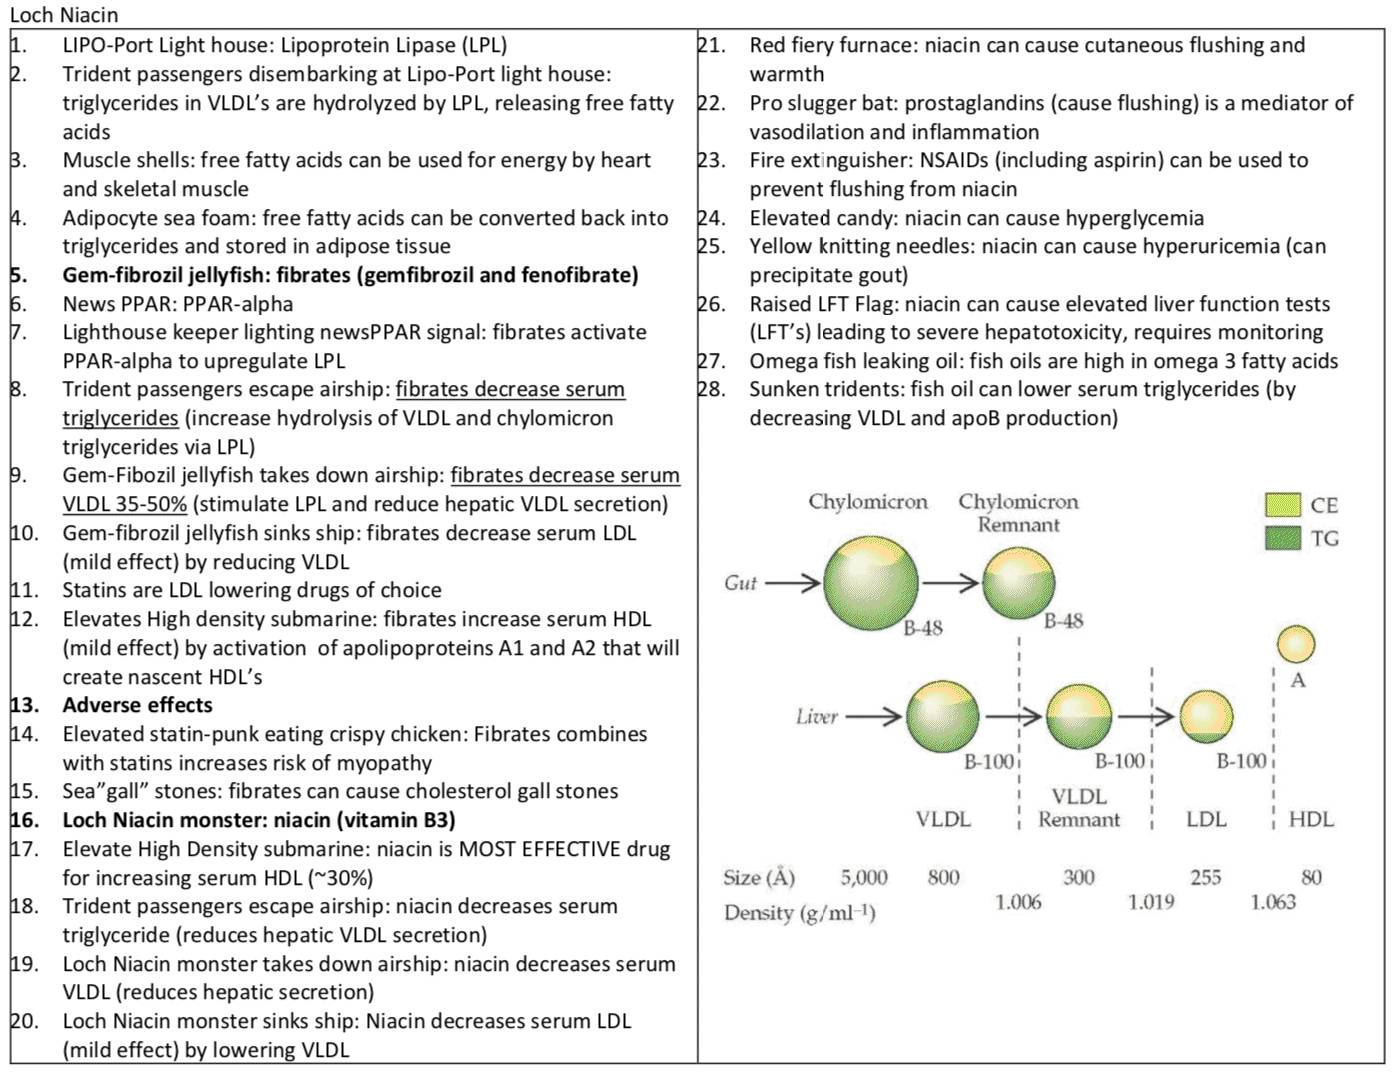 Loch Niacin
1. LIPO-Port Light house: Lipoprotein Lipase (LPL)
2. Trident passengers disembarking at Lipo-Port light house:
triglycerides in VLDL's are hydrolyzed by LPL, releasing free fatty
acids
3. Muscle shells: free fatty acids can be used for energy by heart
and skeletal muscle
4. Adipocyte sea foam: free fatty acids can be converted back into
triglycerides and stored in adipose tissue
5. Gem-fibrozil jellyfish: fibrates (gemfibrozil and fenofibrate)
6. News PPAR: PPAR-alpha
7. Lighthouse keeper lighting newsPPAR signal: fibrates activate
PPAR-alpha to upregulate LPL
8. Trident passengers escape airship: fibrates decrease serum
triglycerides (increase hydrolysis of VLDL and chylomicron
triglycerides via LPL)
9. Gem-Fibozil jellyfish takes down airship: fibrates decrease serum
VLDL 35-50% (stimulate LPL and reduce hepatic VLDL secretion)
10. Gem-fibrozil jellyfish sinks ship: fibrates decrease serum LDL
(mild effect) by reducing VLDL
11. Statins are LDL lowering drugs of choice
12. Elevates High density submarine: fibrates increase serum HDL
(mild effect) by activation of apolipoproteins A1 and A2 that will
create nascent HDL's
13. Adverse effects
14. Elevated statin-punk eating crispy chicken: Fibrates combines
with statins increases risk of myopathy
15. Sea"gall" stones: fibrates can cause cholesterol gall stones
16. Loch Niacin monster: niacin (vitamin B3)
17. Elevate High Density submarine: niacin is MOST EFFECTIVE drug
for increasing serum HDL (~30%)
18. Trident passengers escape airship: niacin decreases serum
triglyceride (reduces hepatic VLDL secretion)
19. Loch Niacin monster takes down airship: niacin decreases serum
VLDL (reduces hepatic secretion)
20. Loch Niacin monster sinks ship: Niacin decreases serum LDL
(mild effect) by lowering VLDL
21. Red fiery furnace: niacin can cause cutaneous flushing and
warmth
22. Pro slugger bat: prostaglandins (cause flushing) is a mediator of
vasodilation and inflammation
23. Fire extinguisher: NSAIDs (including aspirin) can be used to
prevent flushing from niacin
24. Elevated candy: niacin can cause hyperglycemia
25. Yellow knitting needles: niacin can cause hyperuricemia (can
precipitate gout)
26. Raised LFT Flag: niacin can cause elevated liver function tests
(LFT's) leading to severe hepatotoxicity, requires monitoring
27. Omega fish leaking oil: fish oils are high in omega 3 fatty acids
28. Sunken tridents: fish oil can lower serum triglycerides (by
decreasing VLDL and apoB production)
Chylomicron Chylomicron
Remnant
CE
TG
Gut
B-48 B-48
A
Liver
B-100 B-100 B-100
VLDL VLDL
Remnant LDL HDL
Size (Å) 5,000 800 300 255 80
Density (g/ml⁻¹) 1.006 1.019 1.063